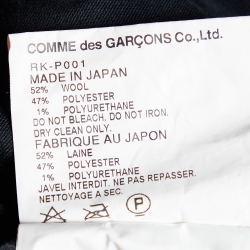 COMME des GARÇONS Co.,Ltd.
RK-P001
MADE IN JAPAN
52% WOOL
47% POLYESTER
1% POLYURETHANE
DO NOT BLEACH. DO NOT IRON.
DRY CLEAN ONLY.
FABRIQUE AU JAPON
52% LAINE
47% POLYESTER
1% POLYURETHANE
JAVEL INTERDIT. NE PAS REPASSER.
NETTOYAGE A SEC.
P